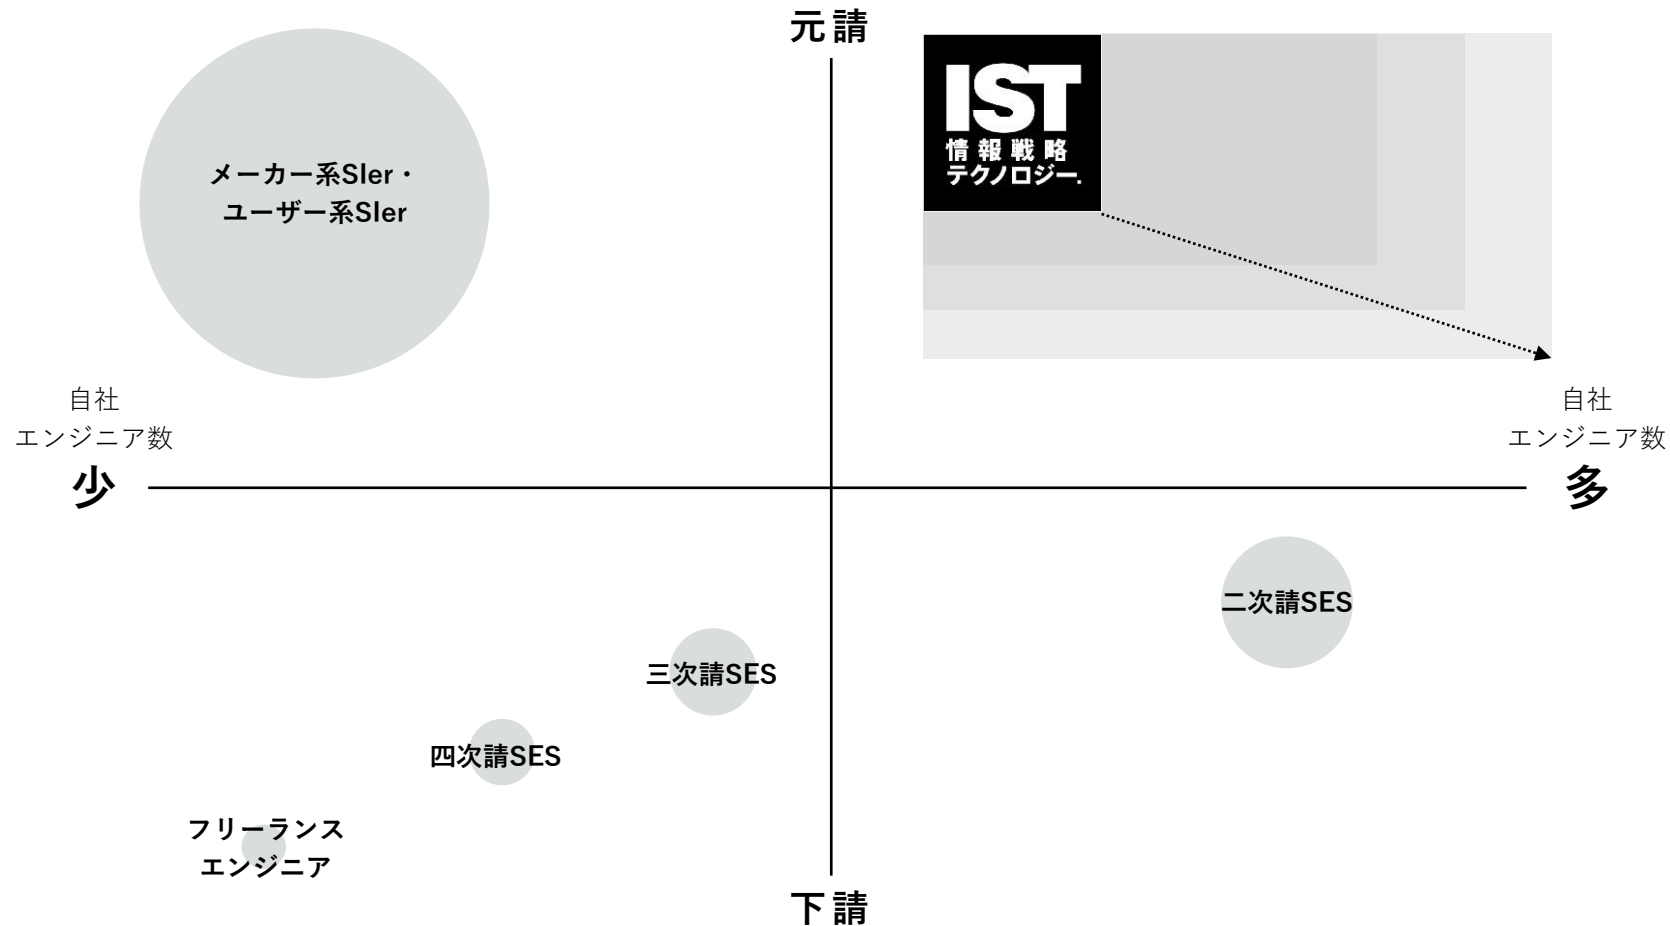 元請
IST
情報戦略
テクノロジー.
メーカー系SIer・
ユーザー系SIer
自社
エンジニア数
少
自社
エンジニア数
多
二次請SES
三次請SES
四次請SES
フリーランス
エンジニア
下請